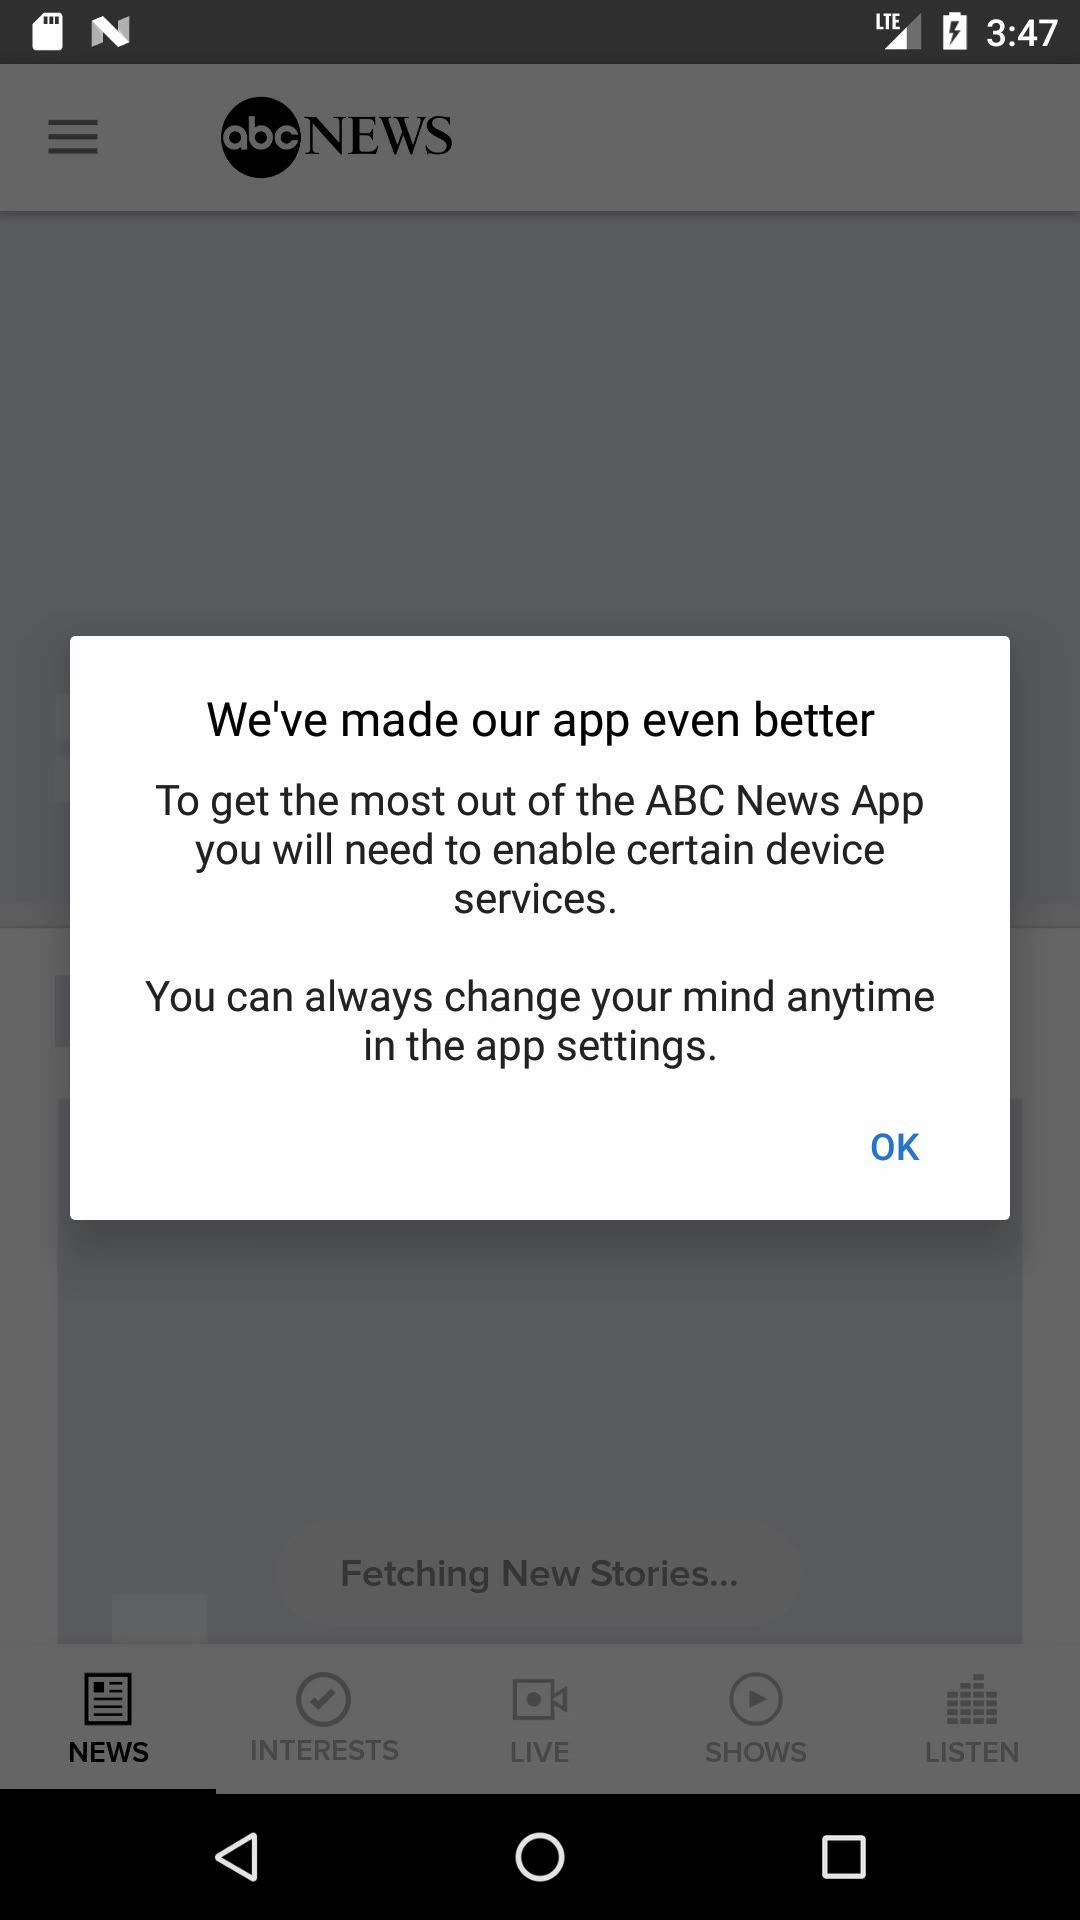 LTE 3:47
abc NEWS
We've made our app even better
To get the most out of the ABC News App
you will need to enable certain device
services.
You can always change your mind anytime
in the app settings.
OK
Fetching New Stories...
NEWS INTERESTS LIVE SHOWS LISTEN